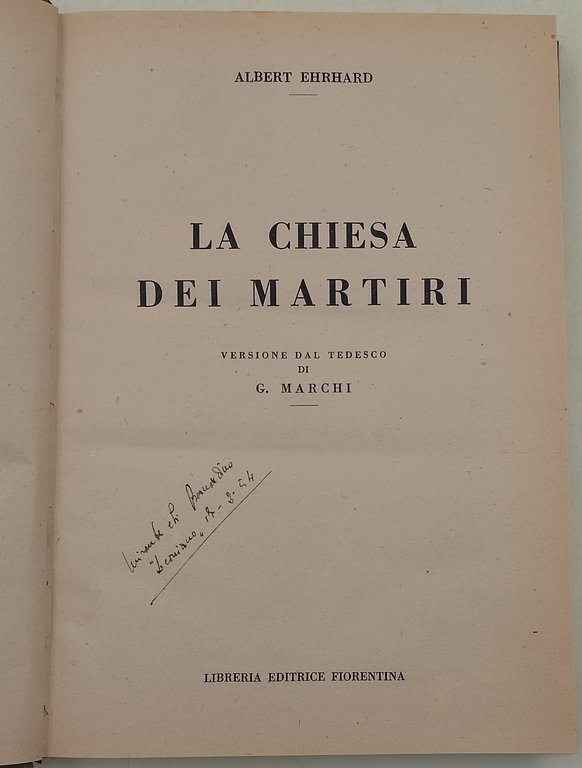 ALBERT EHRHARD
LA CHIESA
DEI MARTIRI
VERSIONE DAL TEDESCO
DI
G. MARCHI
LIBRERIA EDITRICE FIORENTINA